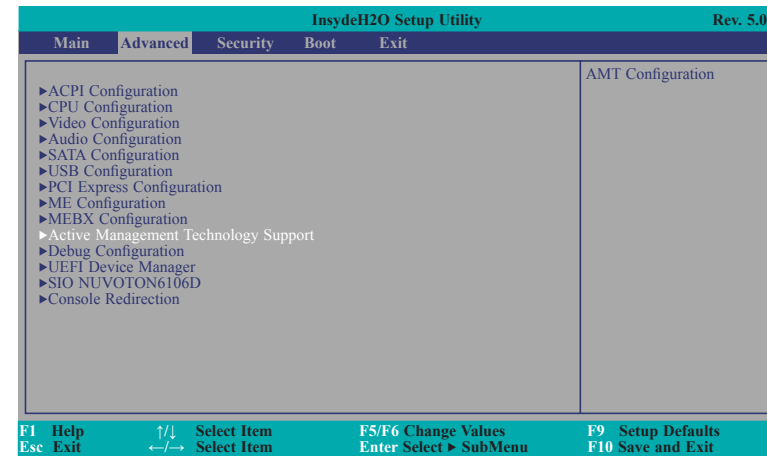 InsydeH2O Setup Utility Rev. 5.0
Main Advanced Security Boot Exit
►ACPI Configuration
►CPU Configuration
►Video Configuration
►Audio Configuration
►SATA Configuration
►USB Configuration
►PCI Express Configuration
►ME Configuration
►MEBX Configuration
►Active Management Technology Support
►Debug Configuration
►UEFI Device Manager
►SIO NUVOTON6106D
►Console Redirection
AMT Configuration
F1 Help ↑/↓ Select Item F5/F6 Change Values F9 Setup Defaults
Esc Exit ←/→ Select Item Enter Select ► SubMenu F10 Save and Exit